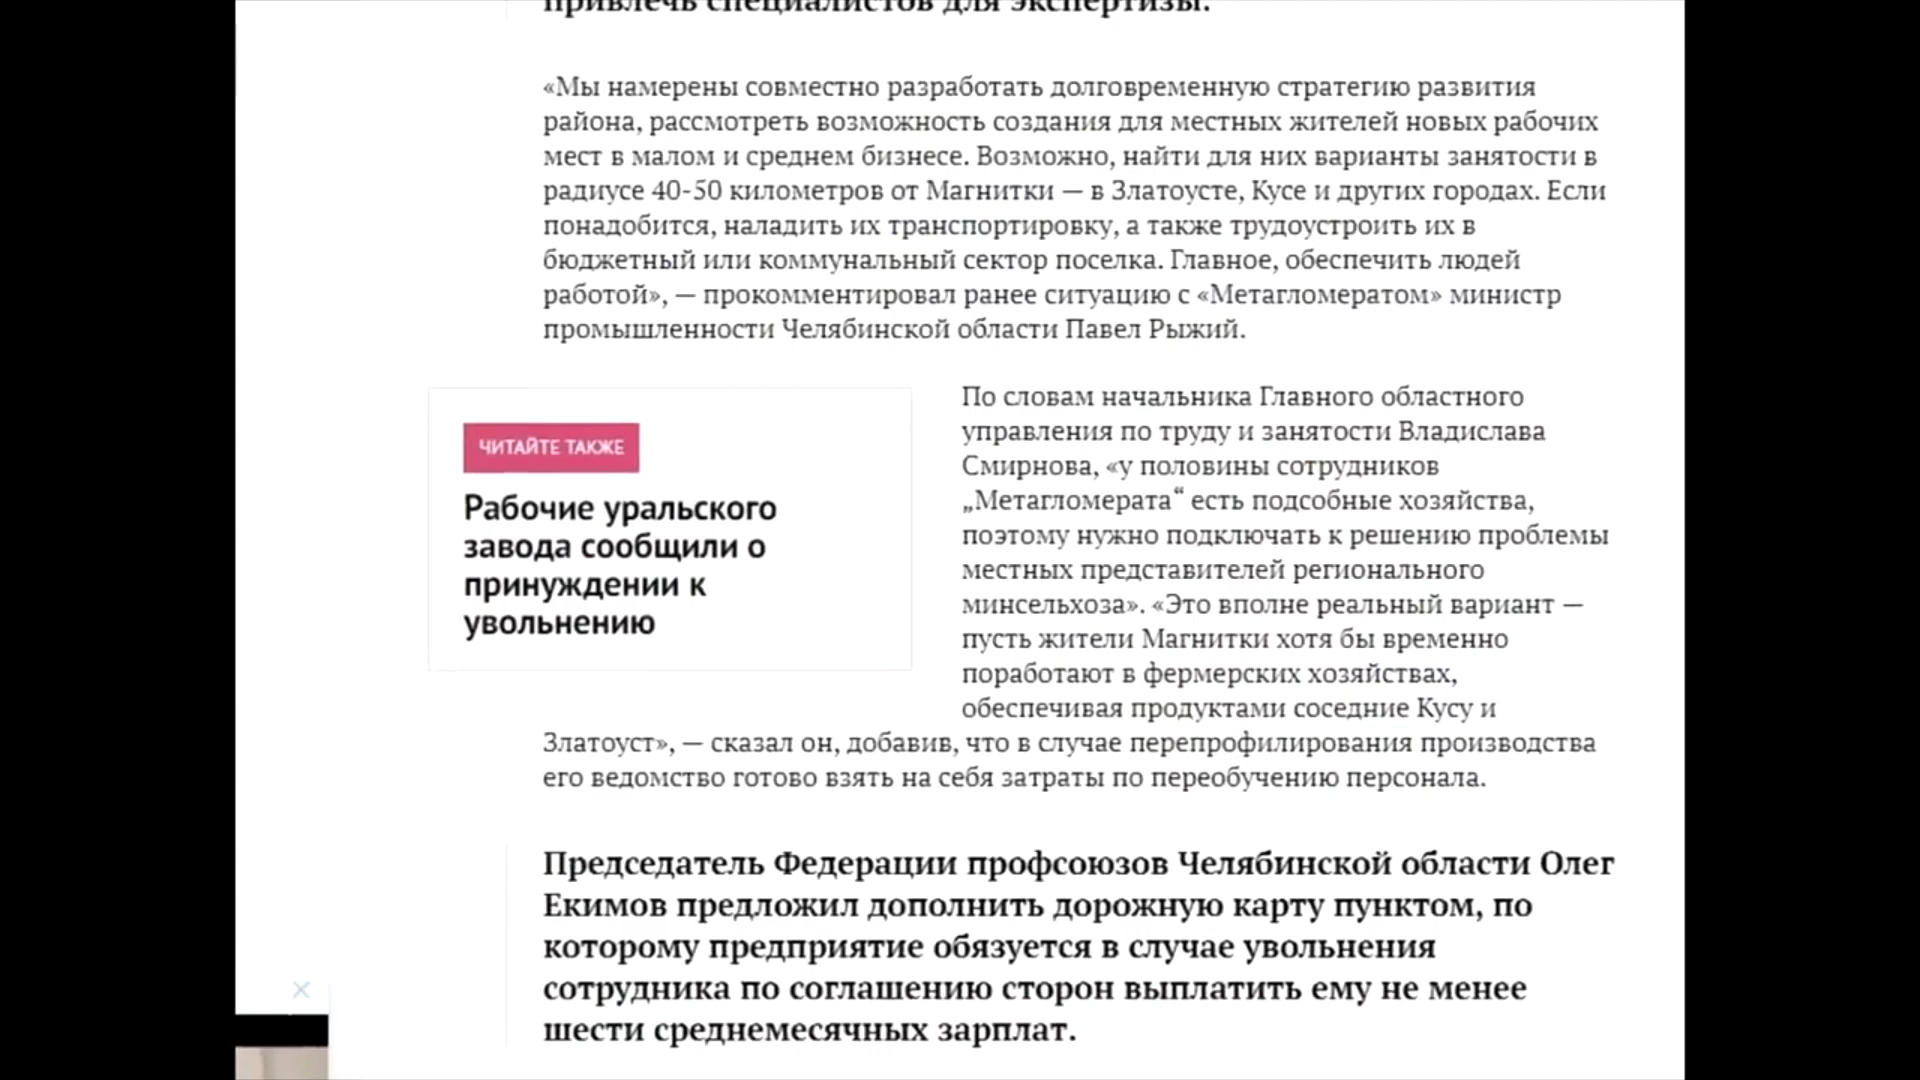 привлечь специалистов для экспертизы.
«Мы намерены совместно разработать долговременную стратегию развития
района, рассмотреть возможность создания для местных жителей новых рабочих
мест в малом и среднем бизнесе. Возможно, найти для них варианты занятости в
радиусе 40-50 километров от Магнитки — в Златоусте, Кусе и других городах. Если
понадобится, наладить их транспортировку, а также трудоустроить их в
бюджетный или коммунальный сектор поселка. Главное, обеспечить людей
работой», — прокомментировал ранее ситуацию с «Метагломератом» министр
промышленности Челябинской области Павел Рыжий.
ЧИТАЙТЕ ТАКЖЕ
Рабочие уральского
завода сообщили о
принуждении к
увольнению
По словам начальника Главного областного
управления по труду и занятости Владислава
Смирнова, «у половины сотрудников
„Метагломерата“ есть подсобные хозяйства,
поэтому нужно подключать к решению проблемы
местных представителей регионального
минсельхоза». «Это вполне реальный вариант —
пусть жители Магнитки хотя бы временно
поработают в фермерских хозяйствах,
обеспечивая продуктами соседние Кусу и
Златоуст», — сказал он, добавив, что в случае перепрофилирования производства
его ведомство готово взять на себя затраты по переобучению персонала.
Председатель Федерации профсоюзов Челябинской области Олег
Екимов предложил дополнить дорожную карту пунктом, по
которому предприятие обязуется в случае увольнения
сотрудника по соглашению сторон выплатить ему не менее
шести среднемесячных зарплат.